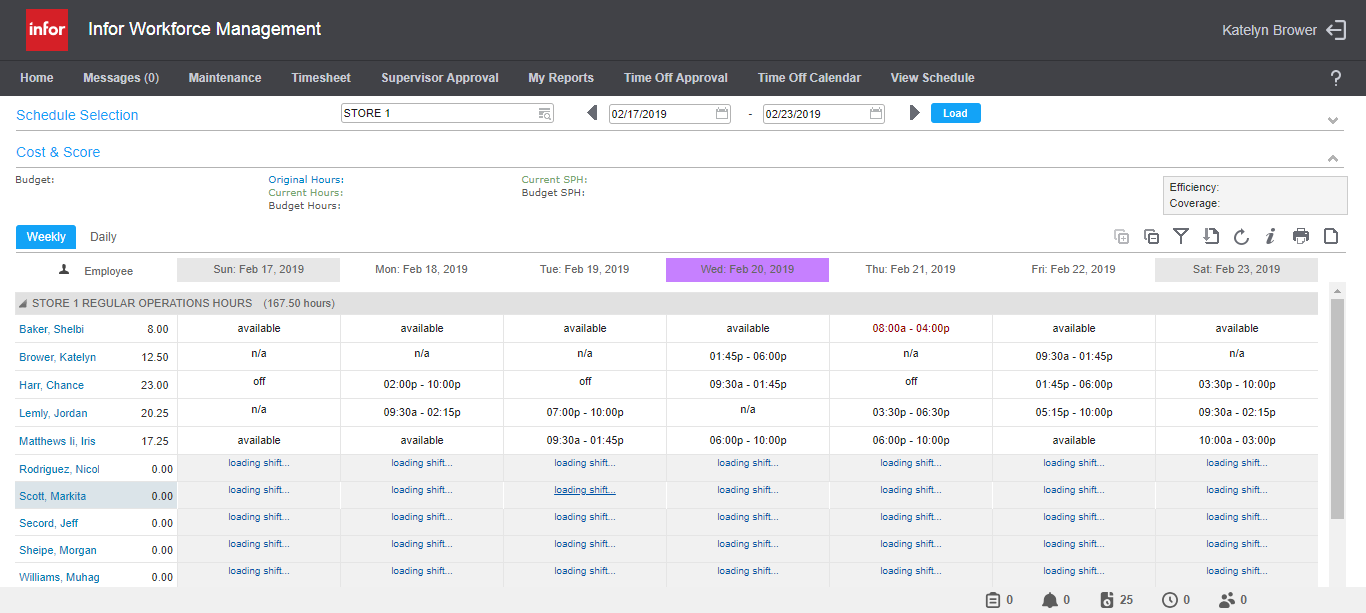 infor Infor Workforce Management Katelyn Brower
Home Messages (0) Maintenance Timesheet Supervisor Approval My Reports Time Off Approval Time Off Calendar View Schedule ?
Schedule Selection STORE 1 02/17/2019 - 02/23/2019 Load
Cost & Score
Budget: Original Hours: Current SPH:
Current Hours: Budget SPH:
Budget Hours:
Efficiency:
Coverage:
Weekly Daily
Employee Sun: Feb 17, 2019 Mon: Feb 18, 2019 Tue: Feb 19, 2019 Wed: Feb 20, 2019 Thu: Feb 21, 2019 Fri: Feb 22, 2019 Sat: Feb 23, 2019
STORE 1 REGULAR OPERATIONS HOURS (167.50 hours)
Baker, Shelbi 8.00 available available available available 08:00a - 04:00p available available
Brower, Katelyn 12.50 n/a n/a n/a 01:45p - 06:00p n/a 09:30a - 01:45p n/a
Harr, Chance 23.00 off 02:00p - 10:00p off 09:30a - 01:45p off 01:45p - 06:00p 03:30p - 10:00p
Lemly, Jordan 20.25 n/a 09:30a - 02:15p 07:00p - 10:00p n/a 03:30p - 06:30p 05:15p - 10:00p 09:30a - 02:15p
Matthews Ii, Iris 17.25 available available 09:30a - 01:45p 06:00p - 10:00p 06:00p - 10:00p available 10:00a - 03:00p
Rodriguez, Nicol 0.00 loading shift... loading shift... loading shift... loading shift... loading shift... loading shift... loading shift...
Scott, Markita 0.00 loading shift... loading shift... loading shift... loading shift... loading shift... loading shift... loading shift...
Secord, Jeff 0.00 loading shift... loading shift... loading shift... loading shift... loading shift... loading shift... loading shift...
Sheipe, Morgan 0.00 loading shift... loading shift... loading shift... loading shift... loading shift... loading shift... loading shift...
Williams, Muhag 0.00 loading shift... loading shift... loading shift... loading shift... loading shift... loading shift... loading shift...
0 0 25 0 0